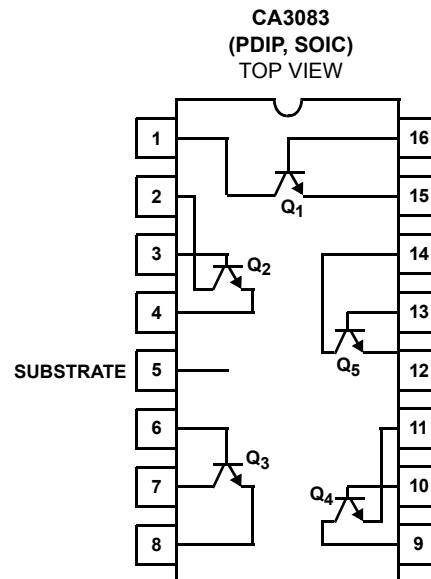 CA3083
(PDIP, SOIC)
TOP VIEW
1
16
Q1
2
15
3
Q2
14
4
13
Q5
SUBSTRATE 5
12
6
11
Q3
7
Q4
10
8
9